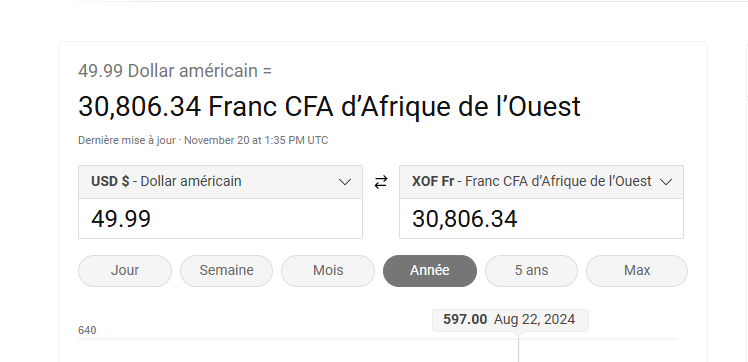 49.99 Dollar américain =
30,806.34 Franc CFA d’Afrique de l’Ouest
Dernière mise à jour · November 20 at 1:35 PM UTC
USD $ - Dollar américain
XOF Fr - Franc CFA d’Afrique de l’Ouest
49.99
30,806.34
Jour Semaine Mois Année 5 ans Max
597.00 Aug 22, 2024
640